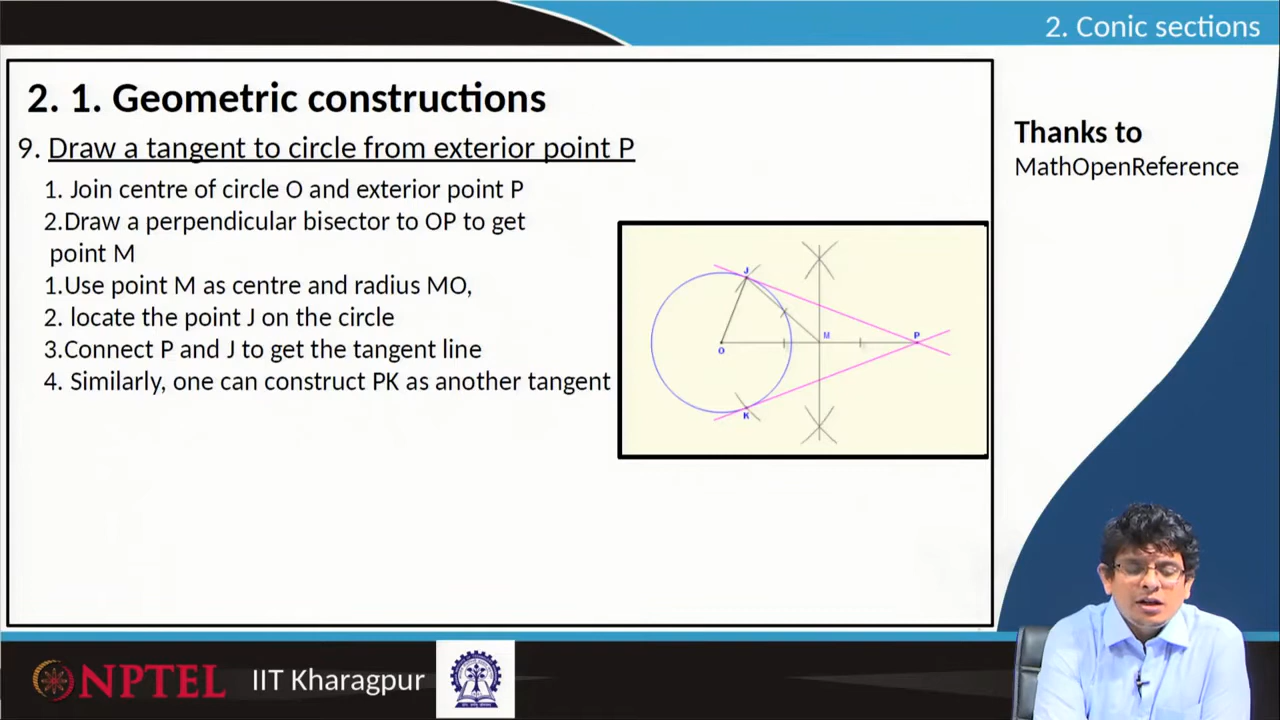 2. Conic sections
2. 1. Geometric constructions
9. Draw a tangent to circle from exterior point P
1. Join centre of circle O and exterior point P
2.Draw a perpendicular bisector to OP to get
point M
1.Use point M as centre and radius MO,
2. locate the point J on the circle
3.Connect P and J to get the tangent line
4. Similarly, one can construct PK as another tangent
Thanks to
MathOpenReference
J
M
P
O
K
NPTEL
IIT Kharagpur